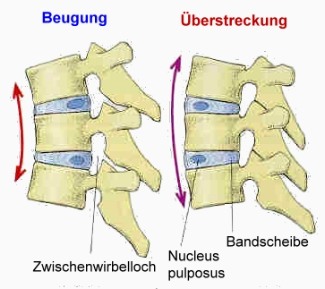 Beugung
Überstreckung
Zwischenwirbelloch
Nucleus
pulposus
Bandscheibe